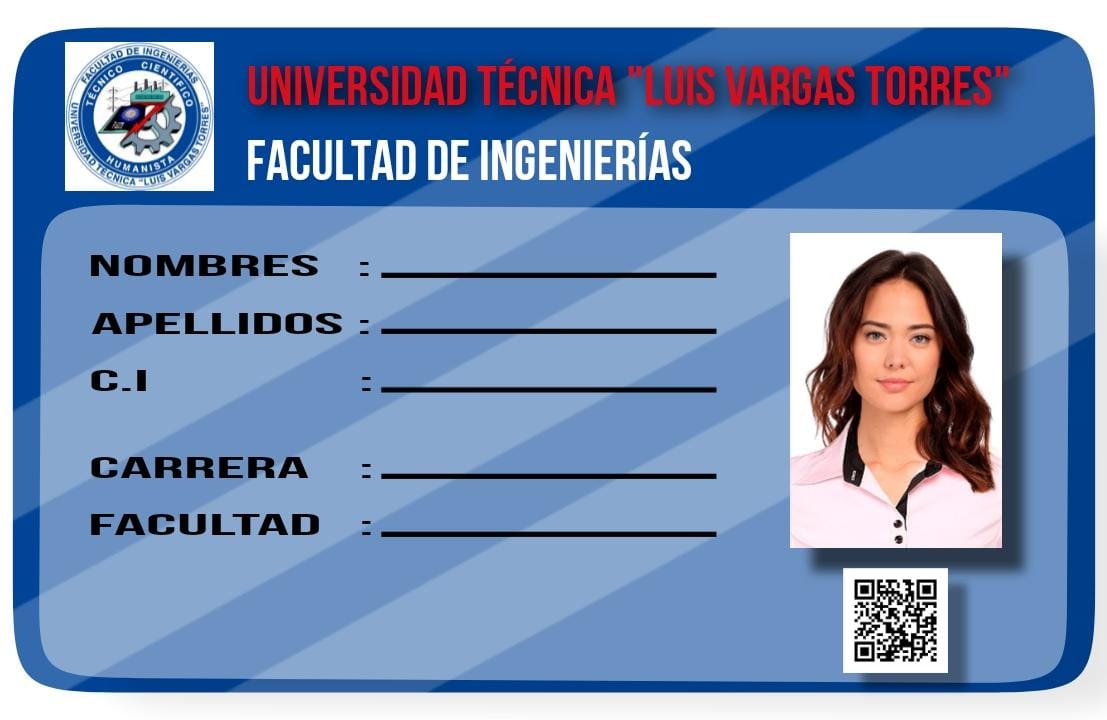 UNIVERSIDAD TÉCNICA "LUIS VARGAS TORRES"
FACULTAD DE INGENIERÍAS
FACULTAD DE INGENIERÍAS
TÉCNICO CIENTÍFICO
HUMANISTA
UNIVERSIDAD TÉCNICA "LUIS VARGAS TORRES"
NOMBRES :
APELLIDOS :
C.I :
CARRERA :
FACULTAD :